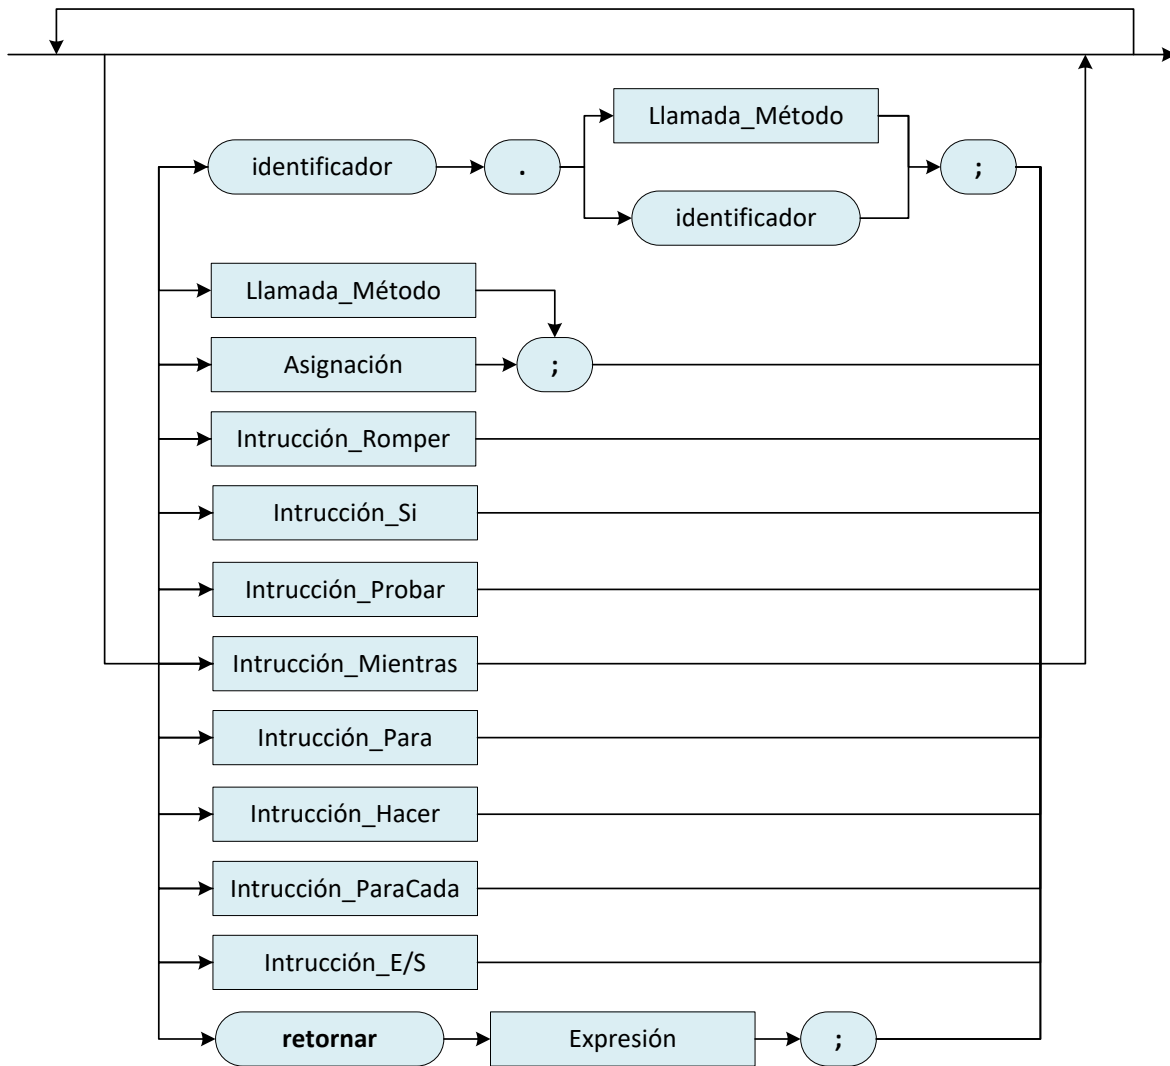 Llamada_Método
identificador . ;
identificador
Llamada_Método
Asignación ;
Intrucción_Romper
Intrucción_Si
Intrucción_Probar
Intrucción_Mientras
Intrucción_Para
Intrucción_Hacer
Intrucción_ParaCada
Intrucción_E/S
retornar Expresión ;